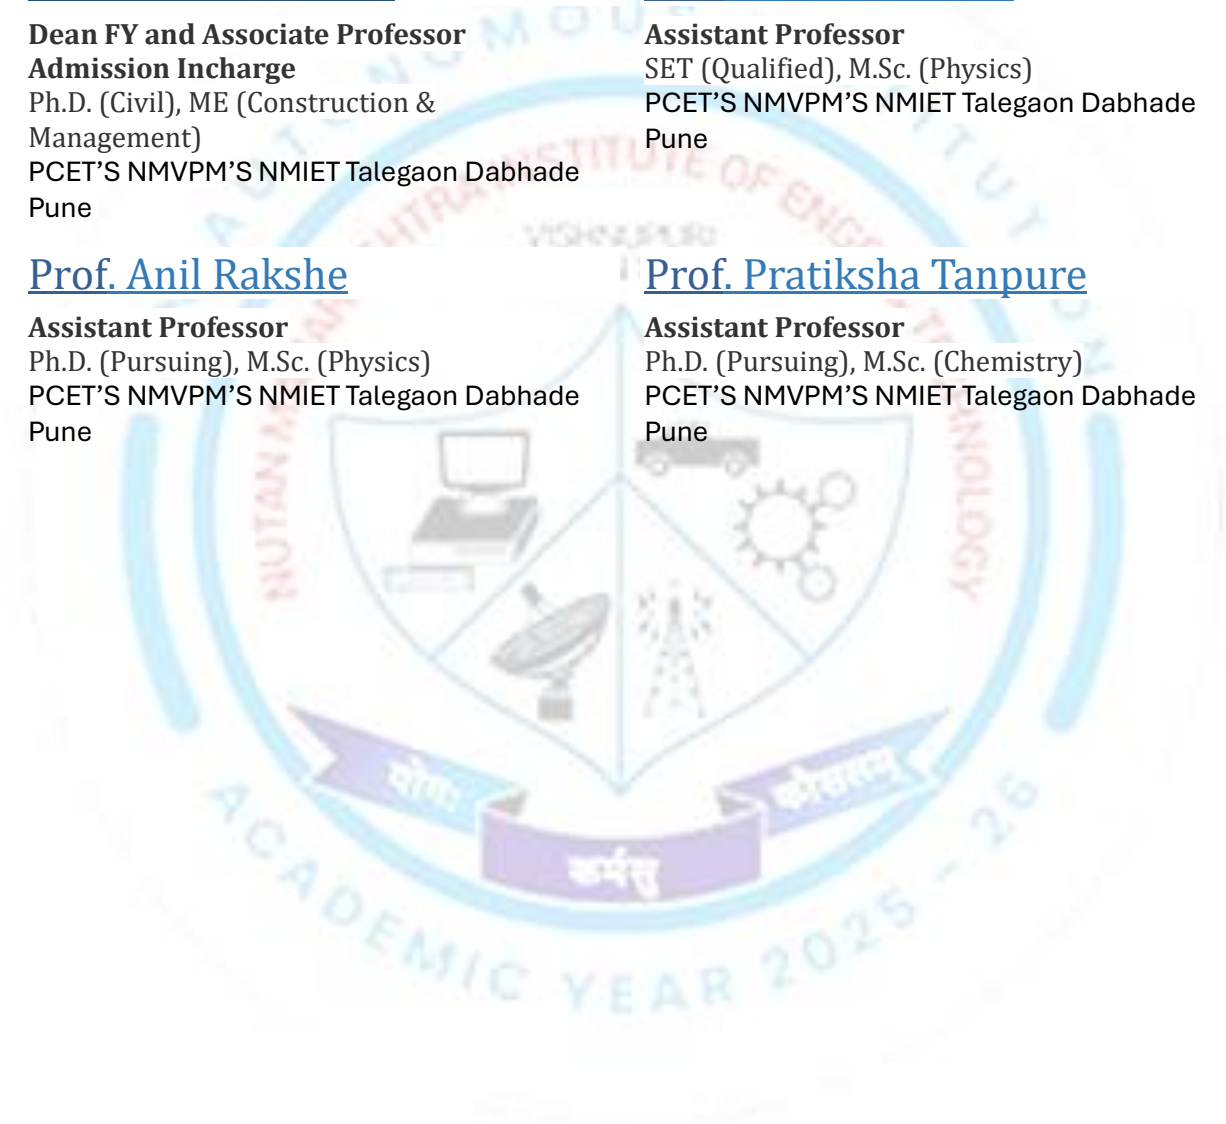 Dean FY and Associate Professor
Admission Incharge
Ph.D. (Civil), ME (Construction &
Management)
PCET'S NMVPM'S NMIET Talegaon Dabhade
Pune
Assistant Professor
SET (Qualified), M.Sc. (Physics)
PCET'S NMVPM'S NMIET Talegaon Dabhade
Pune
Prof. Anil Rakshe
Assistant Professor
Ph.D. (Pursuing), M.Sc. (Physics)
PCET'S NMVPM'S NMIET Talegaon Dabhade
Pune
Prof. Pratiksha Tanpure
Assistant Professor
Ph.D. (Pursuing), M.Sc. (Chemistry)
PCET'S NMVPM'S NMIET Talegaon Dabhade
Pune
योगः
कर्मसु
कौशलम्
ACADEMIC YEAR 2025 - 26